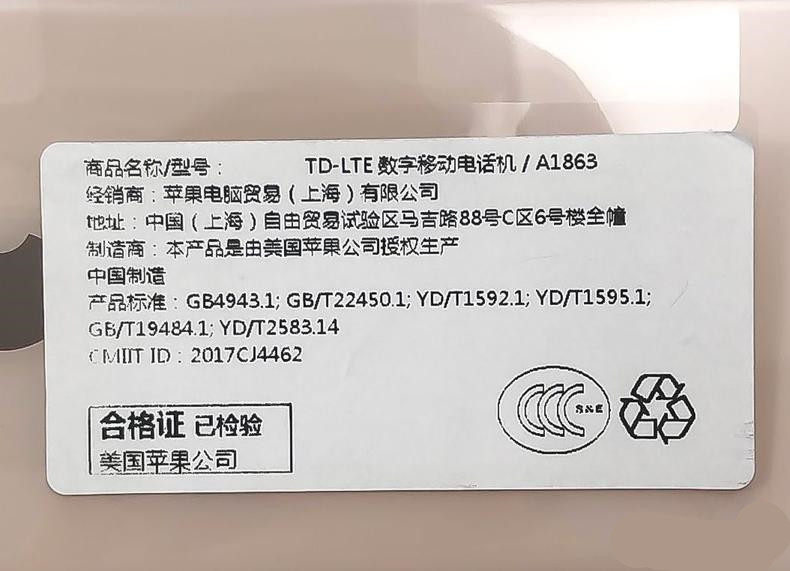 商品名称/型号： TD-LTE 数字移动电话机 / A1863
经销商：苹果电脑贸易（上海）有限公司
地址：中国（上海）自由贸易试验区马吉路88号C区6号楼全幢
制造商：本产品是由美国苹果公司授权生产
中国制造
产品标准：GB4943.1; GB/T22450.1; YD/T1592.1; YD/T1595.1;
GB/T19484.1; YD/T2583.14
CMIIT ID：2017CJ4462
CCC S&E
合格证 已检验
美国苹果公司